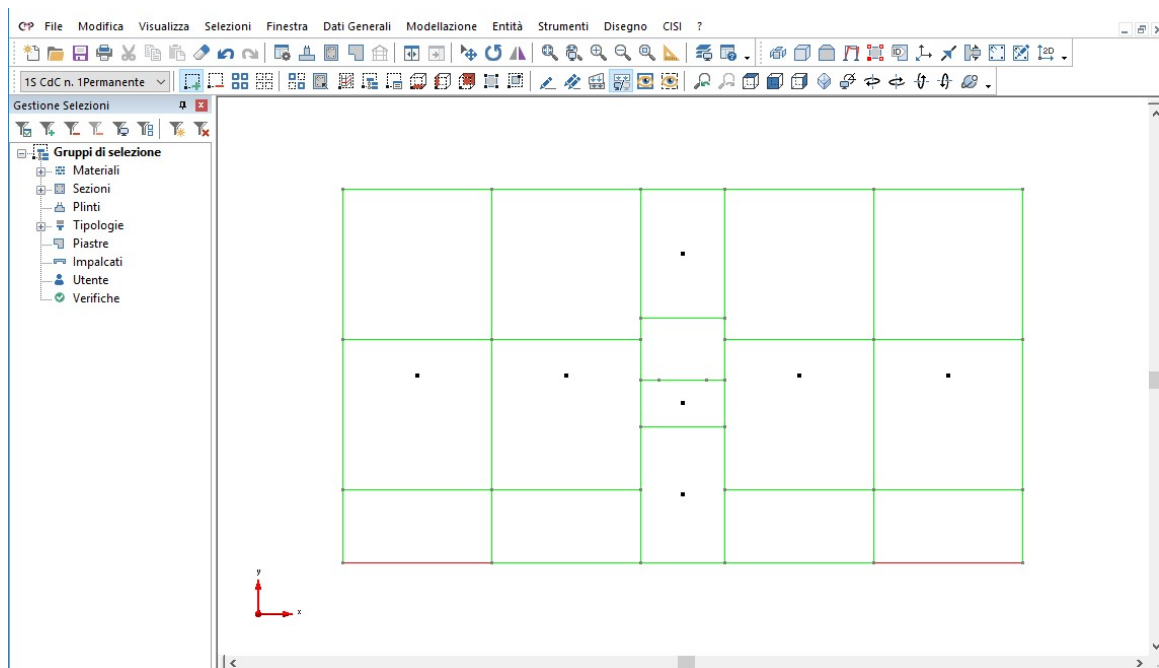 CMP File Modifica Visualizza Selezioni Finestra Dati Generali Modellazione Entità Strumenti Disegno CISI ?
1S CdC n. 1Permanente
Gestione Selezioni
Gruppi di selezione
Materiali
Sezioni
Plinti
Tipologie
Piastre
Impalcati
Utente
Verifiche
y
x